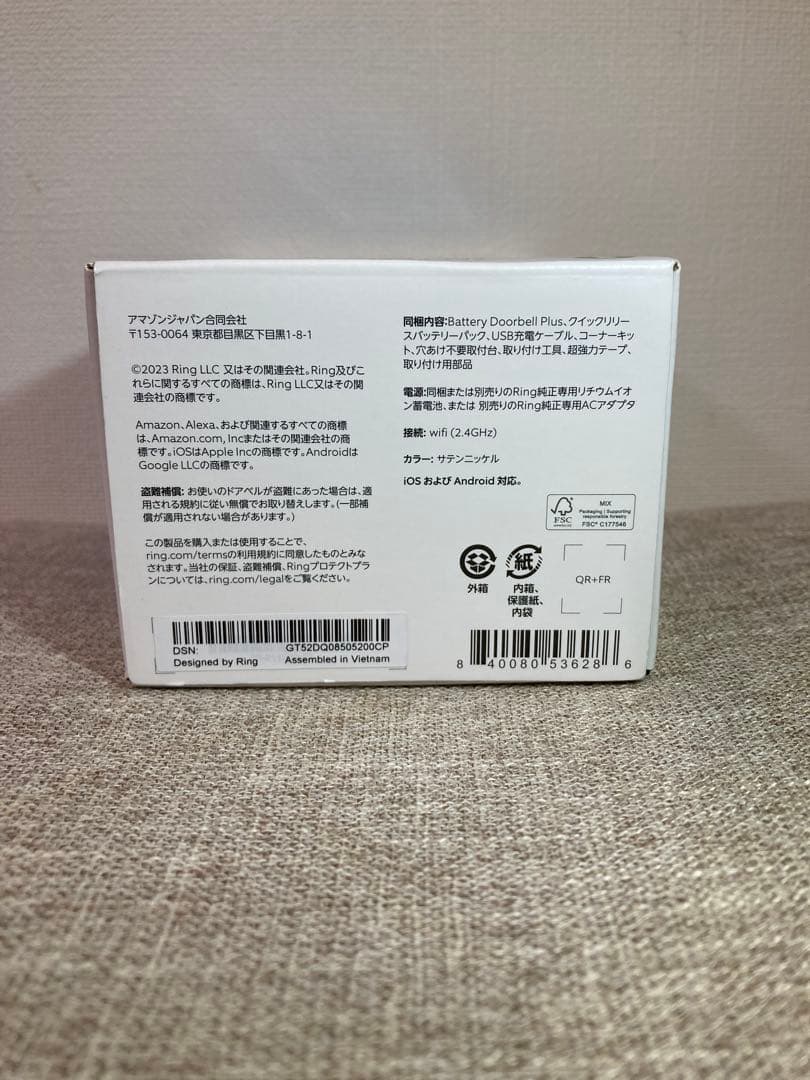 アマゾンジャパン合同会社
〒153-0064 東京都目黒区下目黒1-8-1
©2023 Ring LLC 又はその関連会社。Ring及びこ
れらに関するすべての商標は、Ring LLC又はその関
連会社の商標です。
Amazon、Alexa、および関連するすべての商標
は、Amazon.com, Incまたはその関連会社の商
標です。iOSはApple Incの商標です。Androidは
Google LLCの商標です。
盗難補償: お使いのドアベルが盗難にあった場合は、適
用される規約に従い無償でお取り替えします。(一部補
償が適用されない場合があります。)
この製品を購入または使用することで、
ring.com/termsの利用規約に同意したものとみな
されます。当社の保証、盗難補償、Ringプロテクトプラ
ンについては、ring.com/legalをご覧ください。
DSN: GT52DQ08505200CP
Designed by Ring Assembled in Vietnam
同梱内容:Battery Doorbell Plus、クイックリリー
スバッテリーパック、USB充電ケーブル、コーナーキッ
ト、穴あけ不要取付台、取り付け工具、超強力テープ、
取り付け用部品
電源:同梱または別売りのRing純正専用リチウムイオ
ン蓄電池、または 別売りのRing純正専用ACアダプタ
接続: wifi (2.4GHz)
カラー: サテンニッケル
iOS および Android 対応。
FSC
MIX
Packaging | Supporting
responsible forestry
FSC® C177546
外箱
紙
内箱、
保護紙、
内袋
QR+FR
8 40080 53628 6